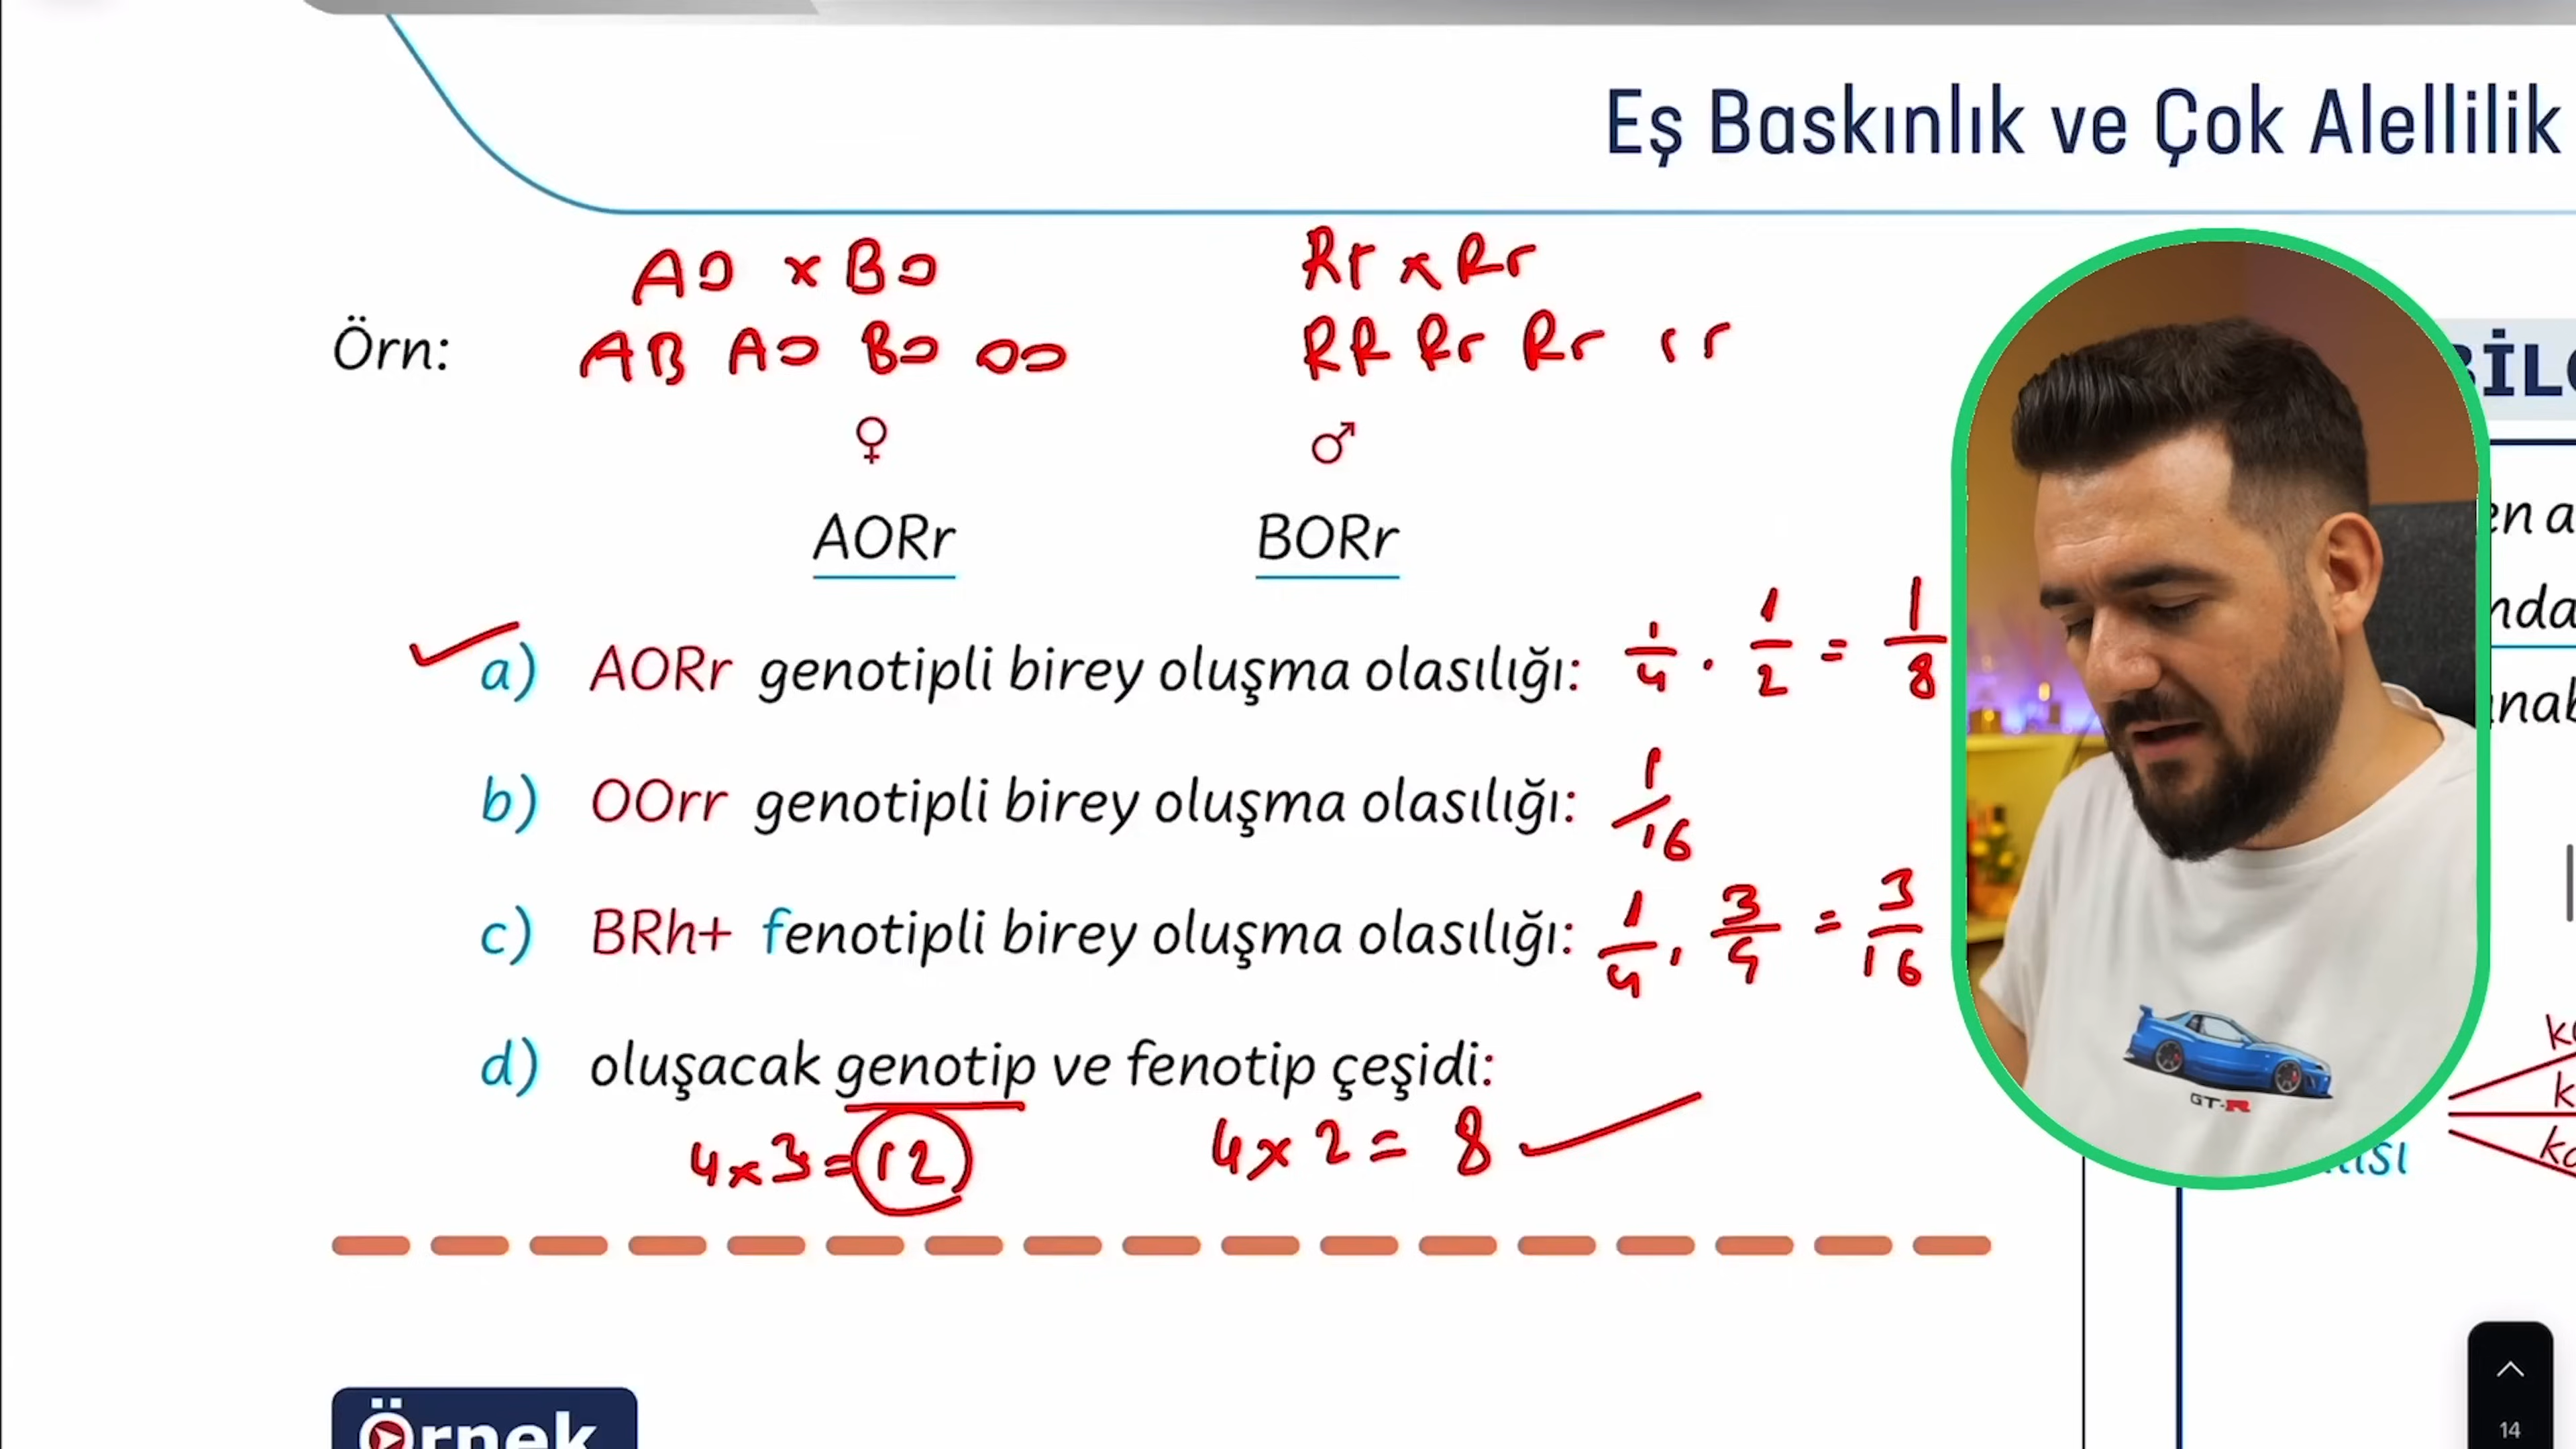 Eş Baskınlık ve Çok Alellilik
AO x BO
Rr x Rr
Örn:
AB AO BO OO
RR Rr Rr rr
♀
♂
AORr
BORr
a) AORr genotipli birey oluşma olasılığı: 1/4 . 1/2 = 1/8
b) OOrr genotipli birey oluşma olasılığı: 1/16
c) BRh+ fenotipli birey oluşma olasılığı: 1/4 . 3/4 = 3/16
d) oluşacak genotip ve fenotip çeşidi:
4x3=12
4x2=8
Örnek
GT-R
14